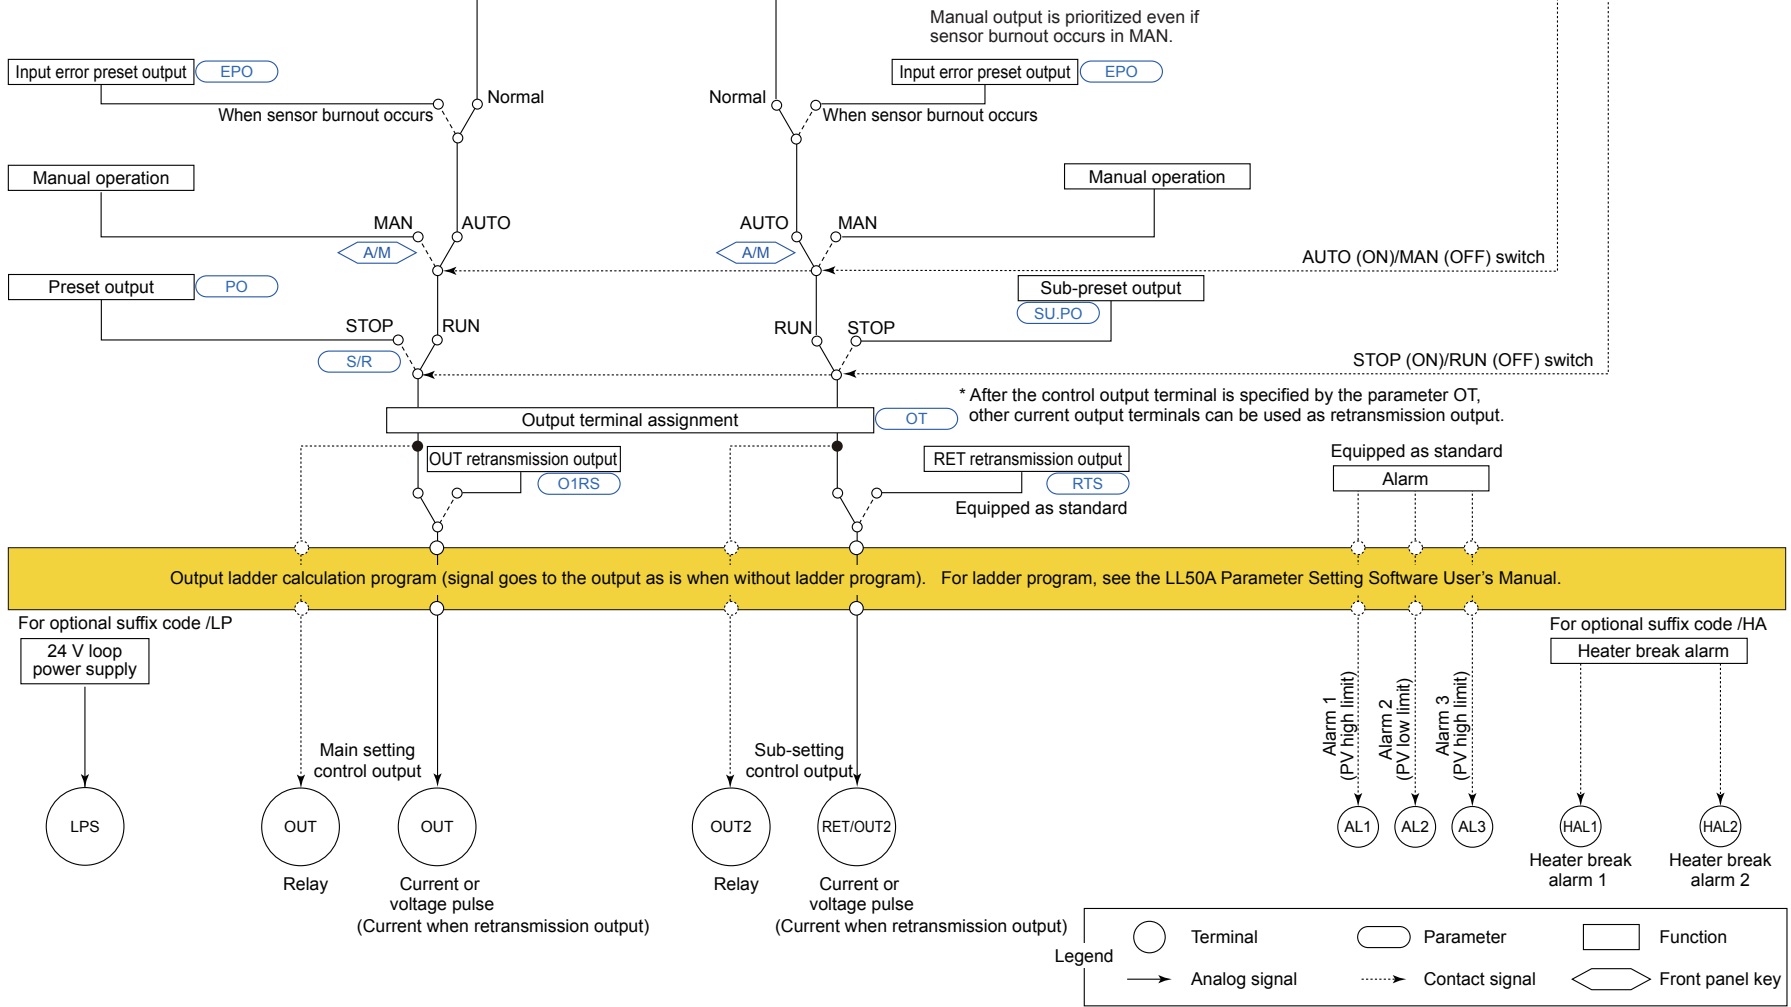 Manual output is prioritized even if
sensor burnout occurs in MAN.
Input error preset output
EPO
Input error preset output
EPO
Normal
When sensor burnout occurs
Normal
When sensor burnout occurs
Manual operation
Manual operation
MAN
AUTO
A/M
AUTO
MAN
A/M
AUTO (ON)/MAN (OFF) switch
Preset output
PO
Sub-preset output
SU.PO
STOP
RUN
S/R
RUN
STOP
STOP (ON)/RUN (OFF) switch
* After the control output terminal is specified by the parameter OT,
other current output terminals can be used as retransmission output.
Output terminal assignment
OT
OUT retransmission output
O1RS
RET retransmission output
RTS
Equipped as standard
Equipped as standard
Alarm
Output ladder calculation program (signal goes to the output as is when without ladder program). For ladder program, see the LL50A Parameter Setting Software User's Manual.
For optional suffix code /LP
24 V loop
power supply
For optional suffix code /HA
Heater break alarm
Alarm 1
(PV high limit)
Alarm 2
(PV low limit)
Alarm 3
(PV high limit)
Main setting
control output
Sub-setting
control output
LPS
OUT
OUT
OUT2
RET/OUT2
AL1
AL2
AL3
HAL1
HAL2
Relay
Current or
voltage pulse
(Current when retransmission output)
Relay
Current or
voltage pulse
(Current when retransmission output)
Heater break
alarm 1
Heater break
alarm 2
Legend
Terminal
Parameter
Function
Analog signal
Contact signal
Front panel key